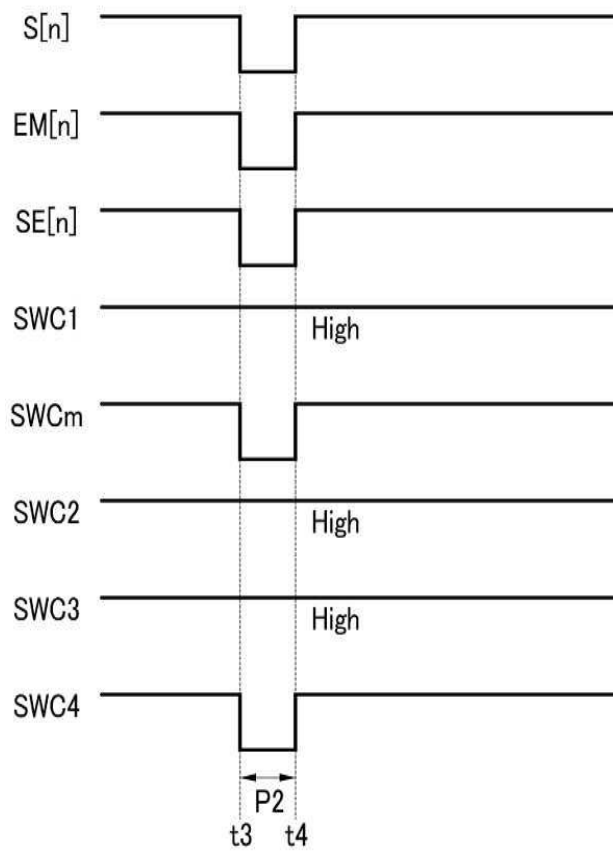 S[n]
EM[n]
SE[n]
SWC1
High
SWCm
SWC2
High
SWC3
High
SWC4
P2
t3 t4